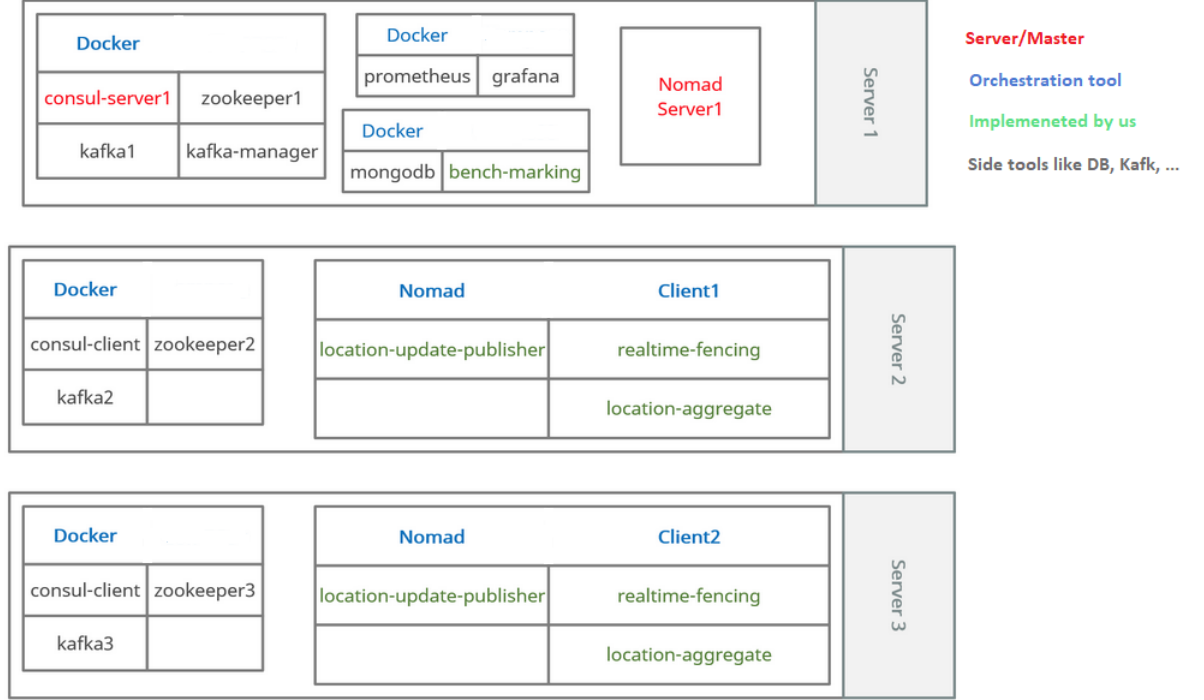 Docker
consul-server1 zookeeper1
kafka1 kafka-manager
Docker
prometheus grafana
Docker
mongodb bench-marking
Nomad
Server1
Server 1
Server/Master
Orchestration tool
Implemeneted by us
Side tools like DB, Kafk, ...
Docker
consul-client zookeeper2
kafka2
Nomad Client1
location-update-publisher realtime-fencing
location-aggregate
Server 2
Docker
consul-client zookeeper3
kafka3
Nomad Client2
location-update-publisher realtime-fencing
location-aggregate
Server 3